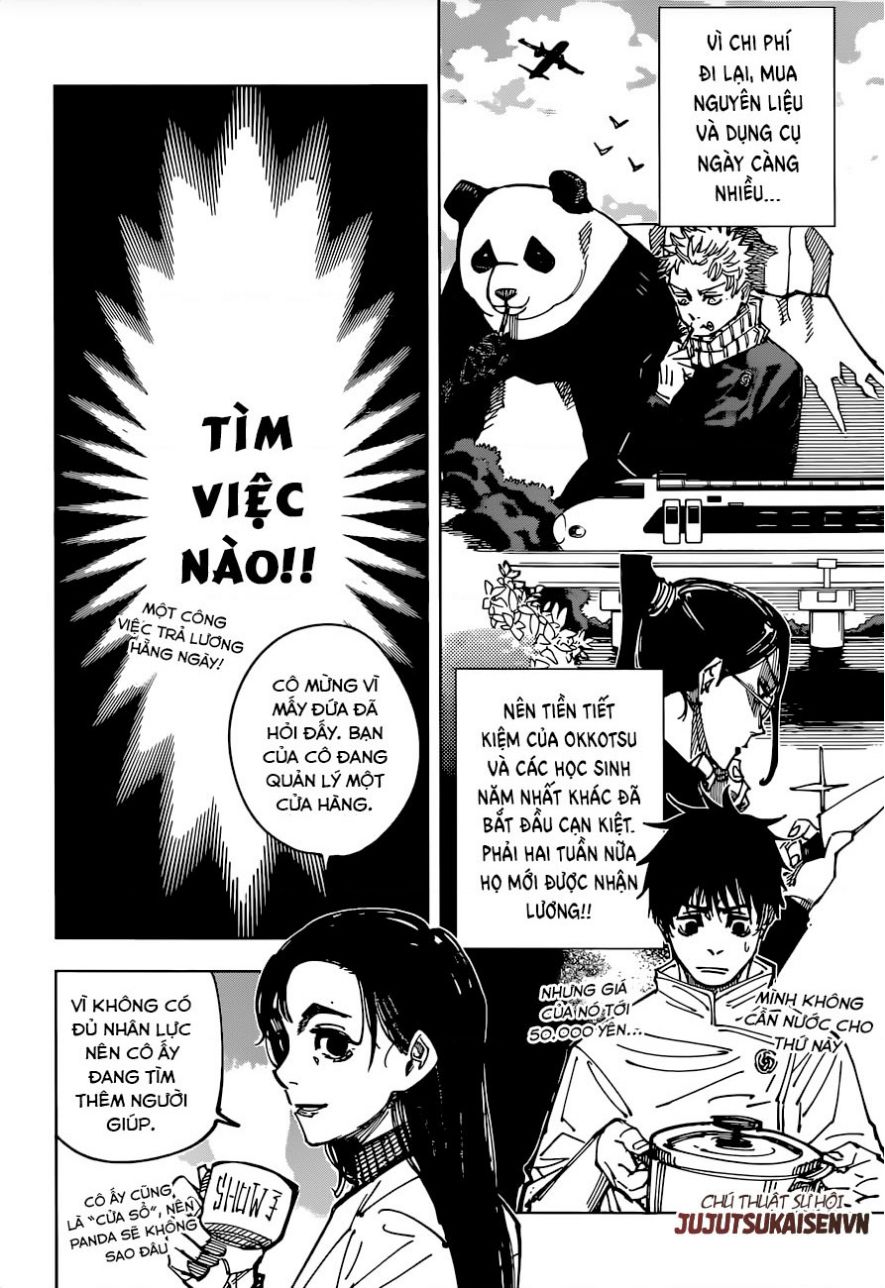 VÌ CHI PHÍ
ĐI LẠI, MUA
NGUYÊN LIỆU
VÀ DỤNG CỤ
NGÀY CÀNG
NHIỀU...
NÊN TIỀN TIẾT
KIỆM CỦA OKKOTSU
VÀ CÁC HỌC SINH
NĂM NHẤT KHÁC ĐÃ
BẮT ĐẦU CẠN KIỆT.
PHẢI HAI TUẦN NỮA
HỌ MỚI ĐƯỢC NHẬN
LƯƠNG!!
MÌNH KHÔNG
CẦN NƯỚC CHO
THỨ NÀY
NHƯNG GIÁ
CỦA NÓ TỚI
50.000 YÊN...
TÌM
VIỆC
NÀO!!
MỘT CÔNG
VIỆC TRẢ LƯƠNG
HẰNG NGÀY!
CÔ MỪNG VÌ
MẤY ĐỨA ĐÃ
HỎI ĐẤY. BẠN
CỦA CÔ ĐANG
QUẢN LÝ MỘT
CỬA HÀNG.
VÌ KHÔNG CÓ
ĐỦ NHÂN LỰC
NÊN CÔ ẤY
ĐANG TÌM
THÊM NGƯỜI
GIÚP.
CÔ ẤY CŨNG
LÀ "CỬA SỔ", NÊN
PANDA SẼ KHÔNG
SAO ĐÂU
CHÚ THUẬT SƯ HỒI
JUJUTSUKAISENVN